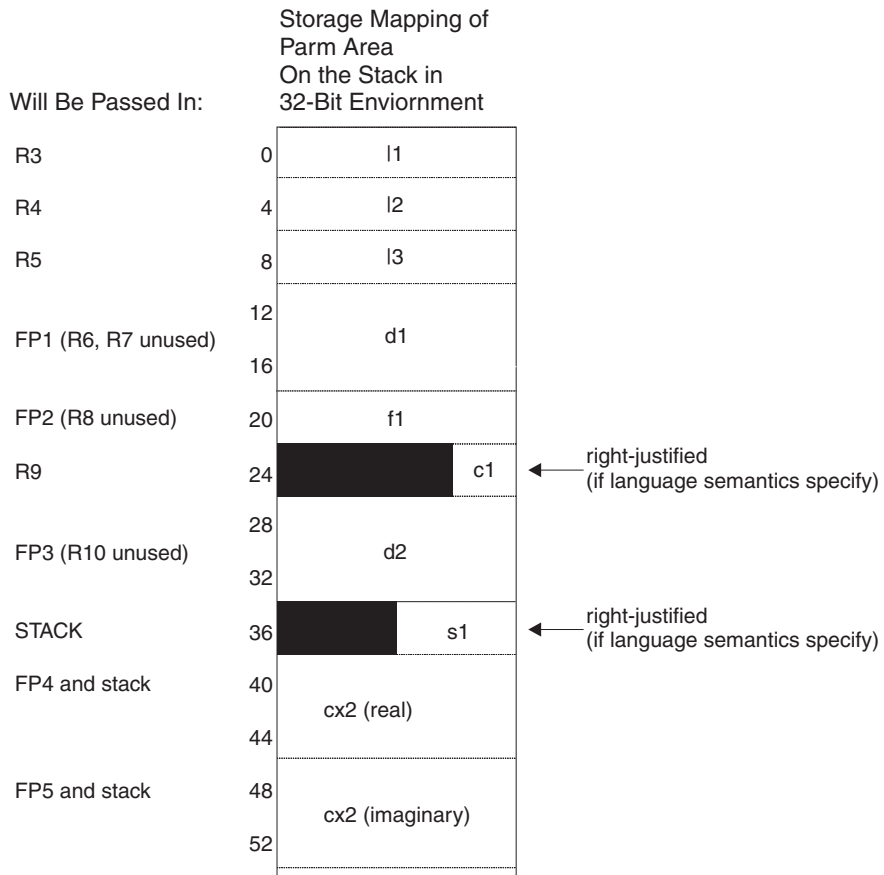 Storage Mapping of
Parm Area
On the Stack in
32-Bit Enviornment
Will Be Passed In:
R3 0 l1
R4 4 l2
R5 8 l3
12
FP1 (R6, R7 unused) d1
16
FP2 (R8 unused) 20 f1
R9 24 c1 right-justified
(if language semantics specify)
28
FP3 (R10 unused) d2
32
STACK 36 s1 right-justified
(if language semantics specify)
FP4 and stack 40
cx2 (real)
44
FP5 and stack 48
cx2 (imaginary)
52